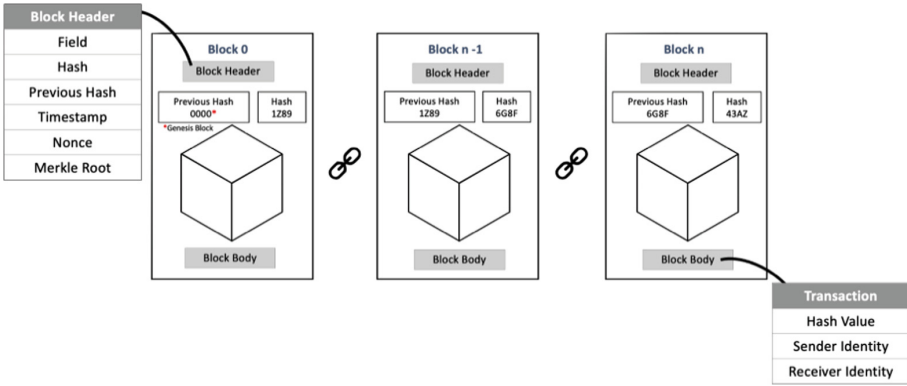 Block Header
Field
Hash
Previous Hash
Timestamp
Nonce
Merkle Root
Block 0
Block Header
Previous Hash
0000*
Hash
1Z89
*Genesis Block
Block Body
Block n -1
Block Header
Previous Hash
1Z89
Hash
6G8F
Block Body
Block n
Block Header
Previous Hash
6G8F
Hash
43AZ
Block Body
Transaction
Hash Value
Sender Identity
Receiver Identity